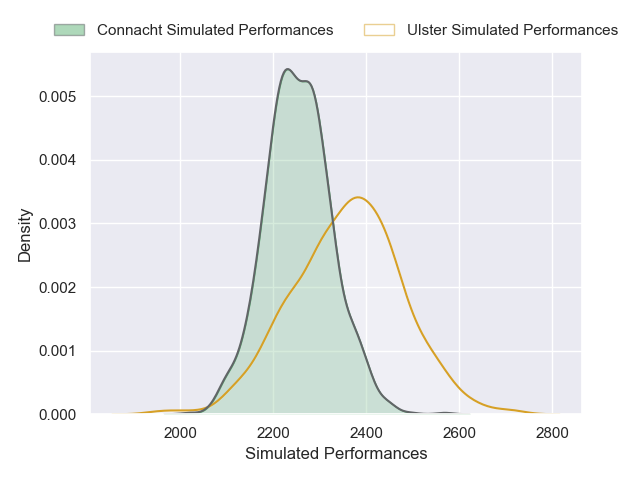 Connacht Simulated Performances
Ulster Simulated Performances
0.005
0.004
0.003
0.002
0.001
0.000
Density
2000 2200 2400 2600 2800
Simulated Performances